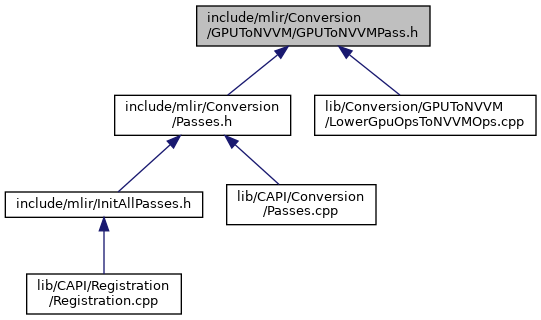 include/mlir/Conversion
/GPUToNVVM/GPUToNVVMPass.h
include/mlir/Conversion
/Passes.h
lib/Conversion/GPUToNVVM
/LowerGpuOpsToNVVMOps.cpp
include/mlir/InitAllPasses.h
lib/CAPI/Conversion
/Passes.cpp
lib/CAPI/Registration
/Registration.cpp